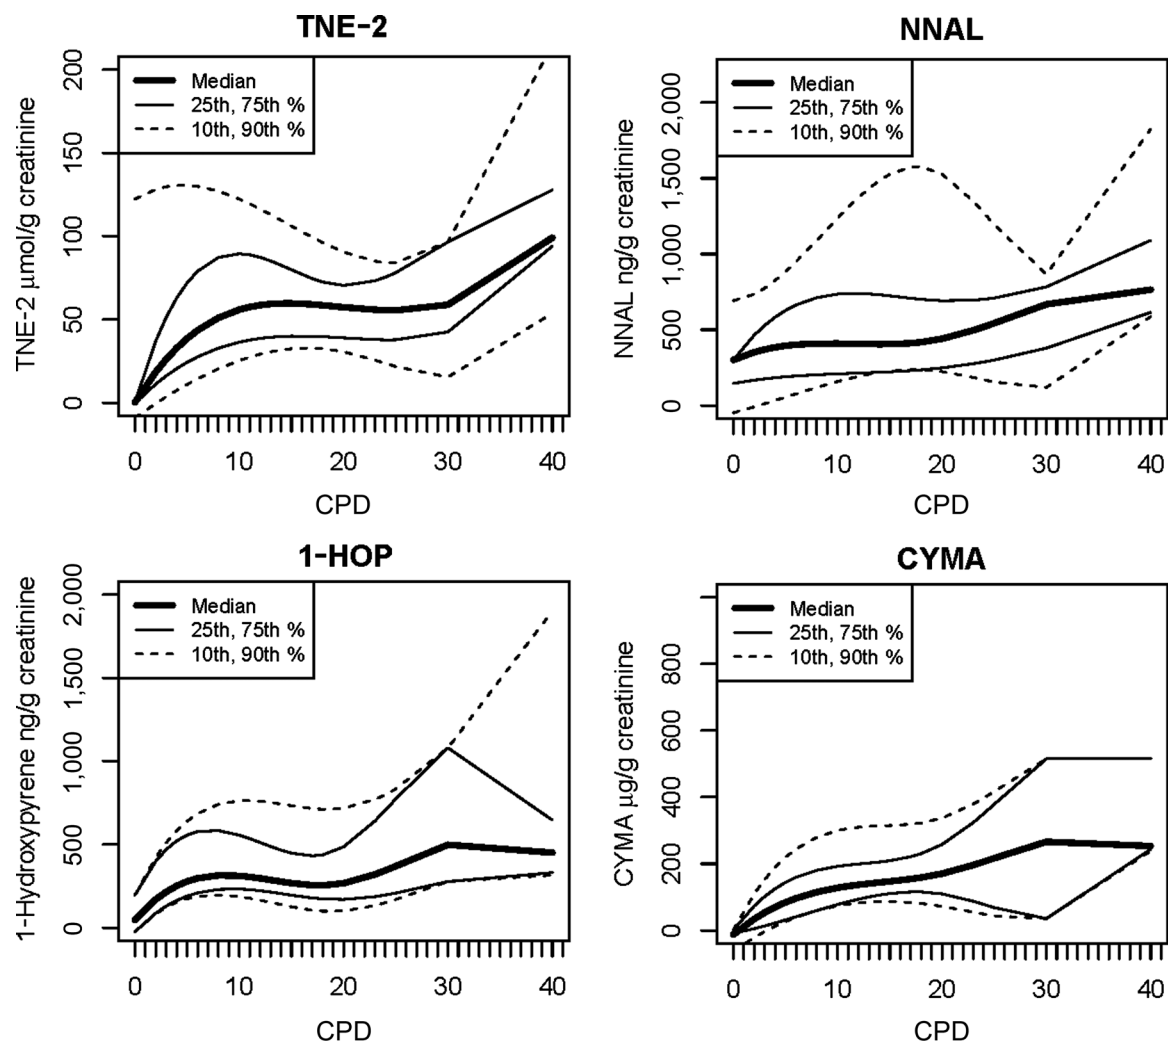 TNE-2
TNE-2 µmol/g creatinine
200
150
100
50
0
Median
25th, 75th %
10th, 90th %
0 10 20 30 40
CPD
NNAL
NNAL ng/g creatinine
2,000
1,500
1,000
500
0
Median
25th, 75th %
10th, 90th %
0 10 20 30 40
CPD
1-HOP
1-Hydroxypyrene ng/g creatinine
2,000
1,500
1,000
500
0
Median
25th, 75th %
10th, 90th %
0 10 20 30 40
CPD
CYMA
CYMA µg/g creatinine
800
600
400
200
0
Median
25th, 75th %
10th, 90th %
0 10 20 30 40
CPD